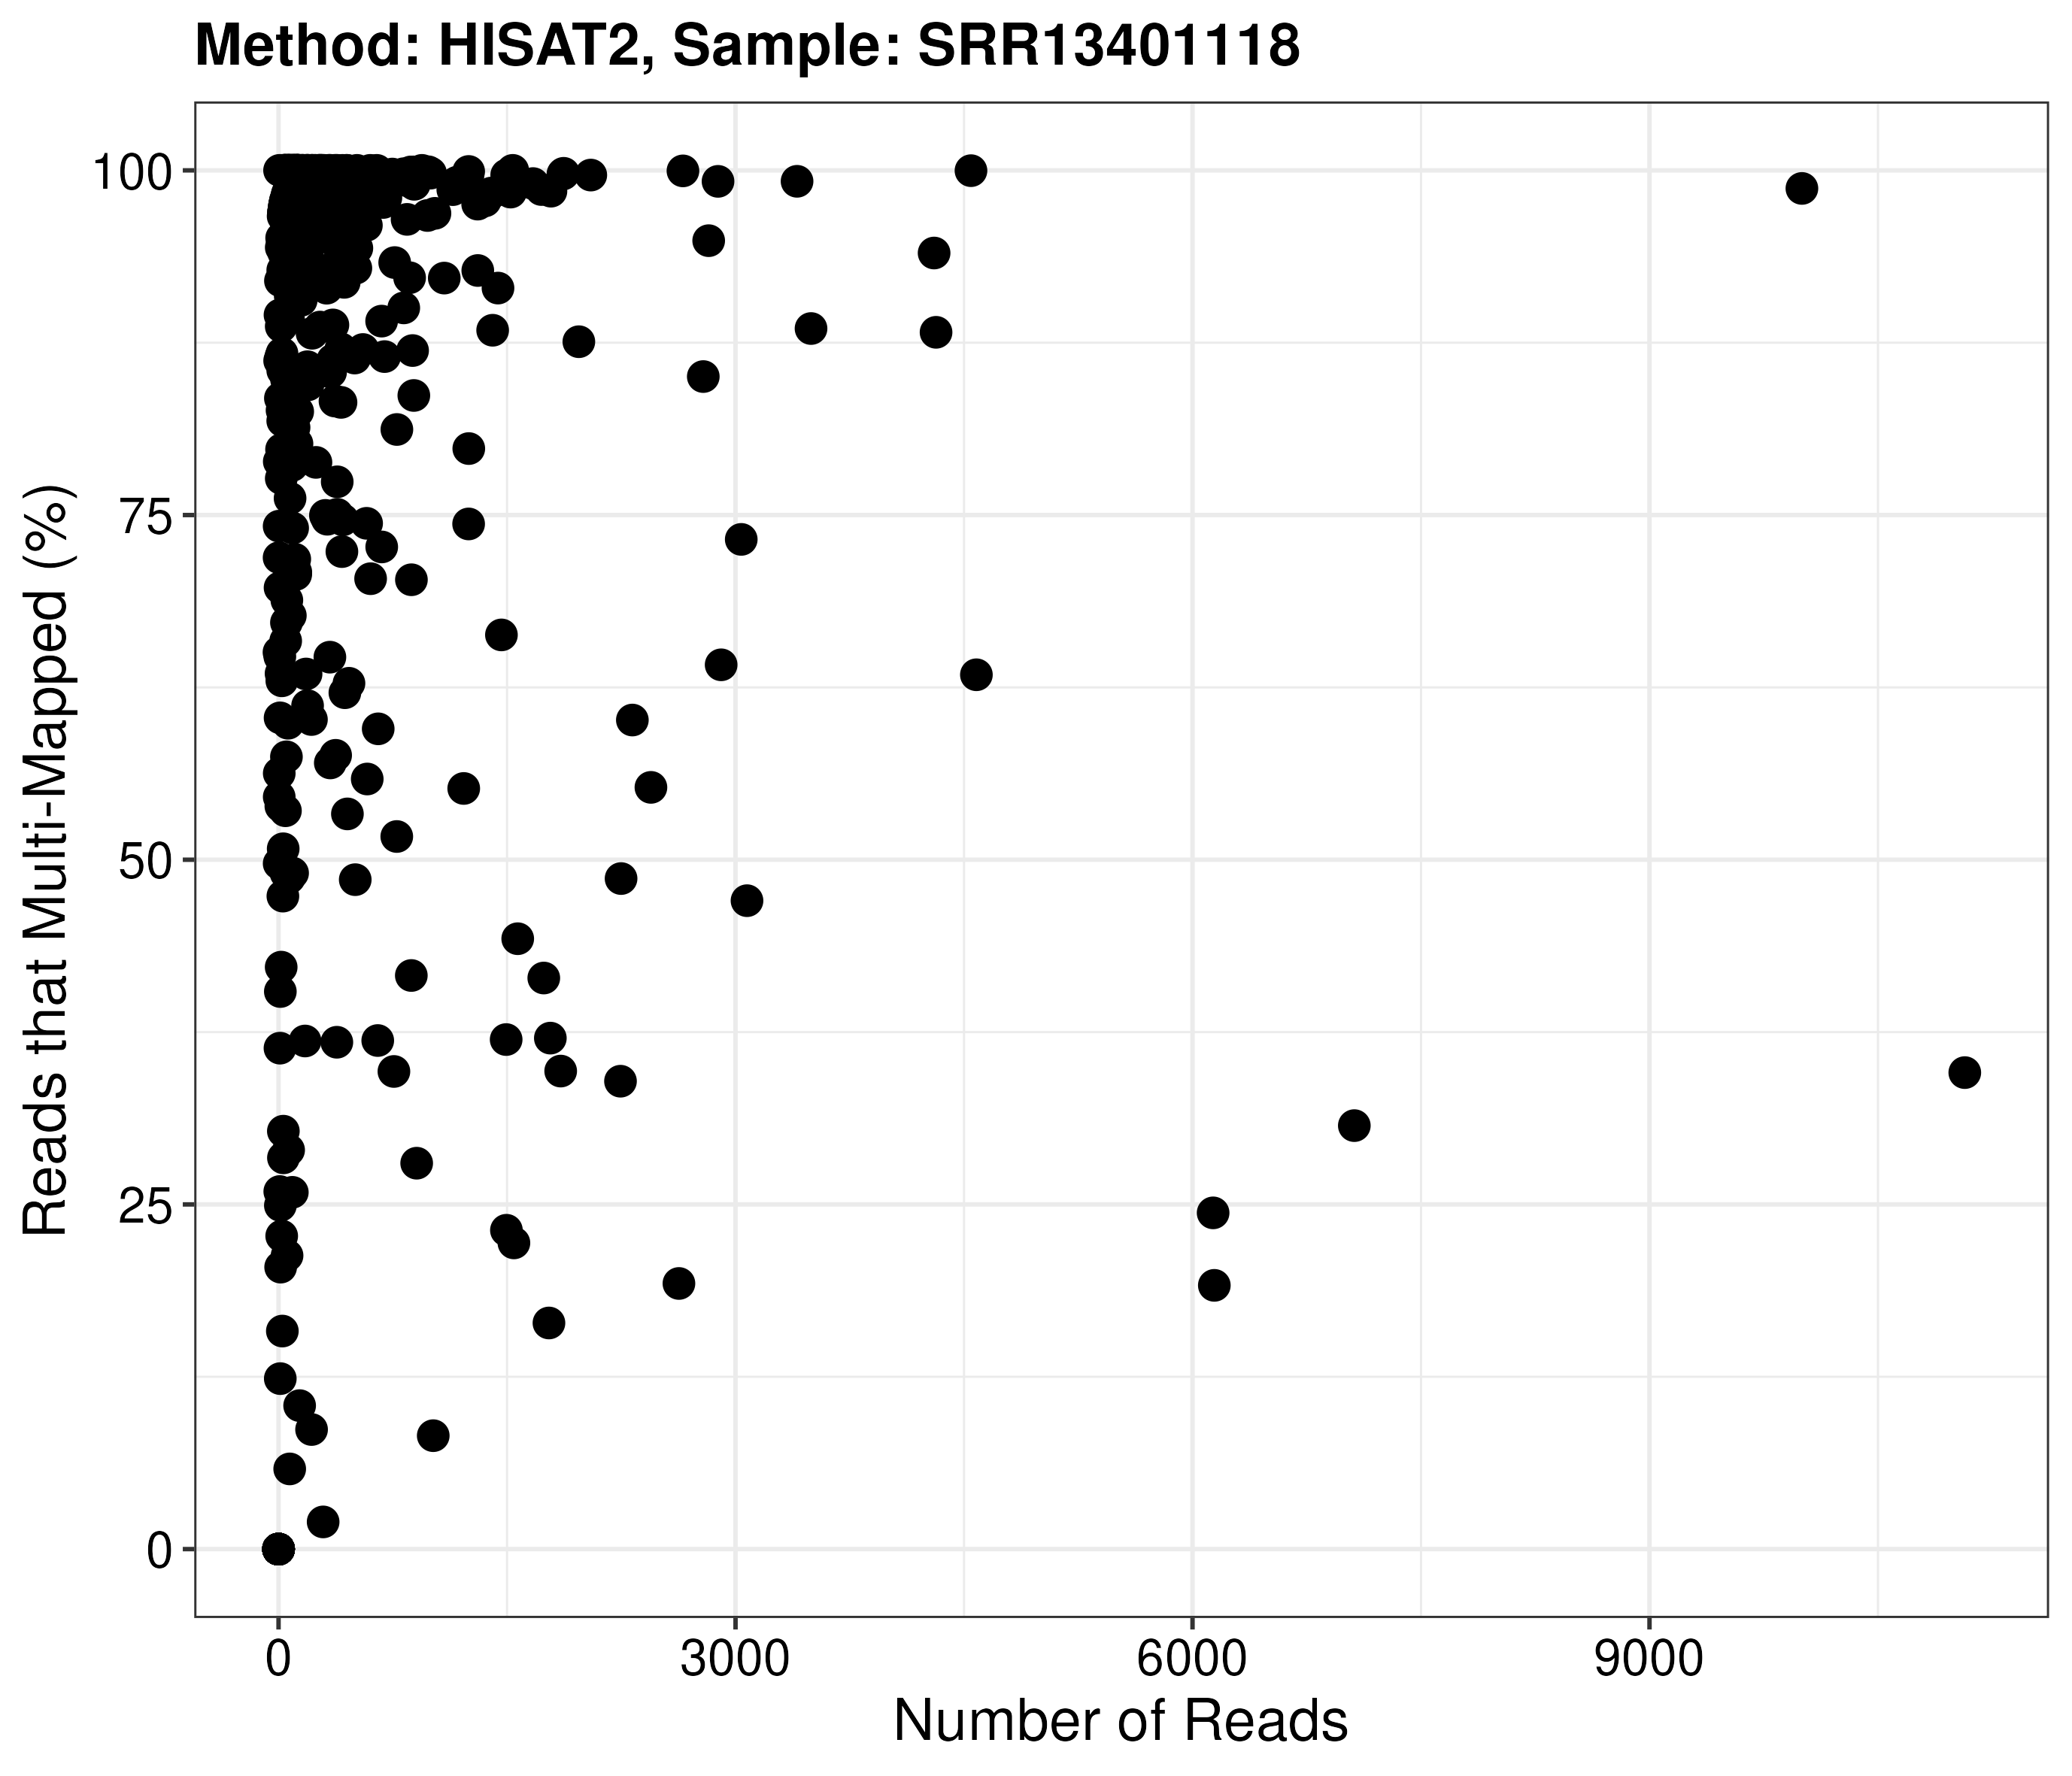 Method: HISAT2, Sample: SRR13401118
Reads that Multi-Mapped (%)
100
75
50
25
0
0 3000 6000 9000
Number of Reads